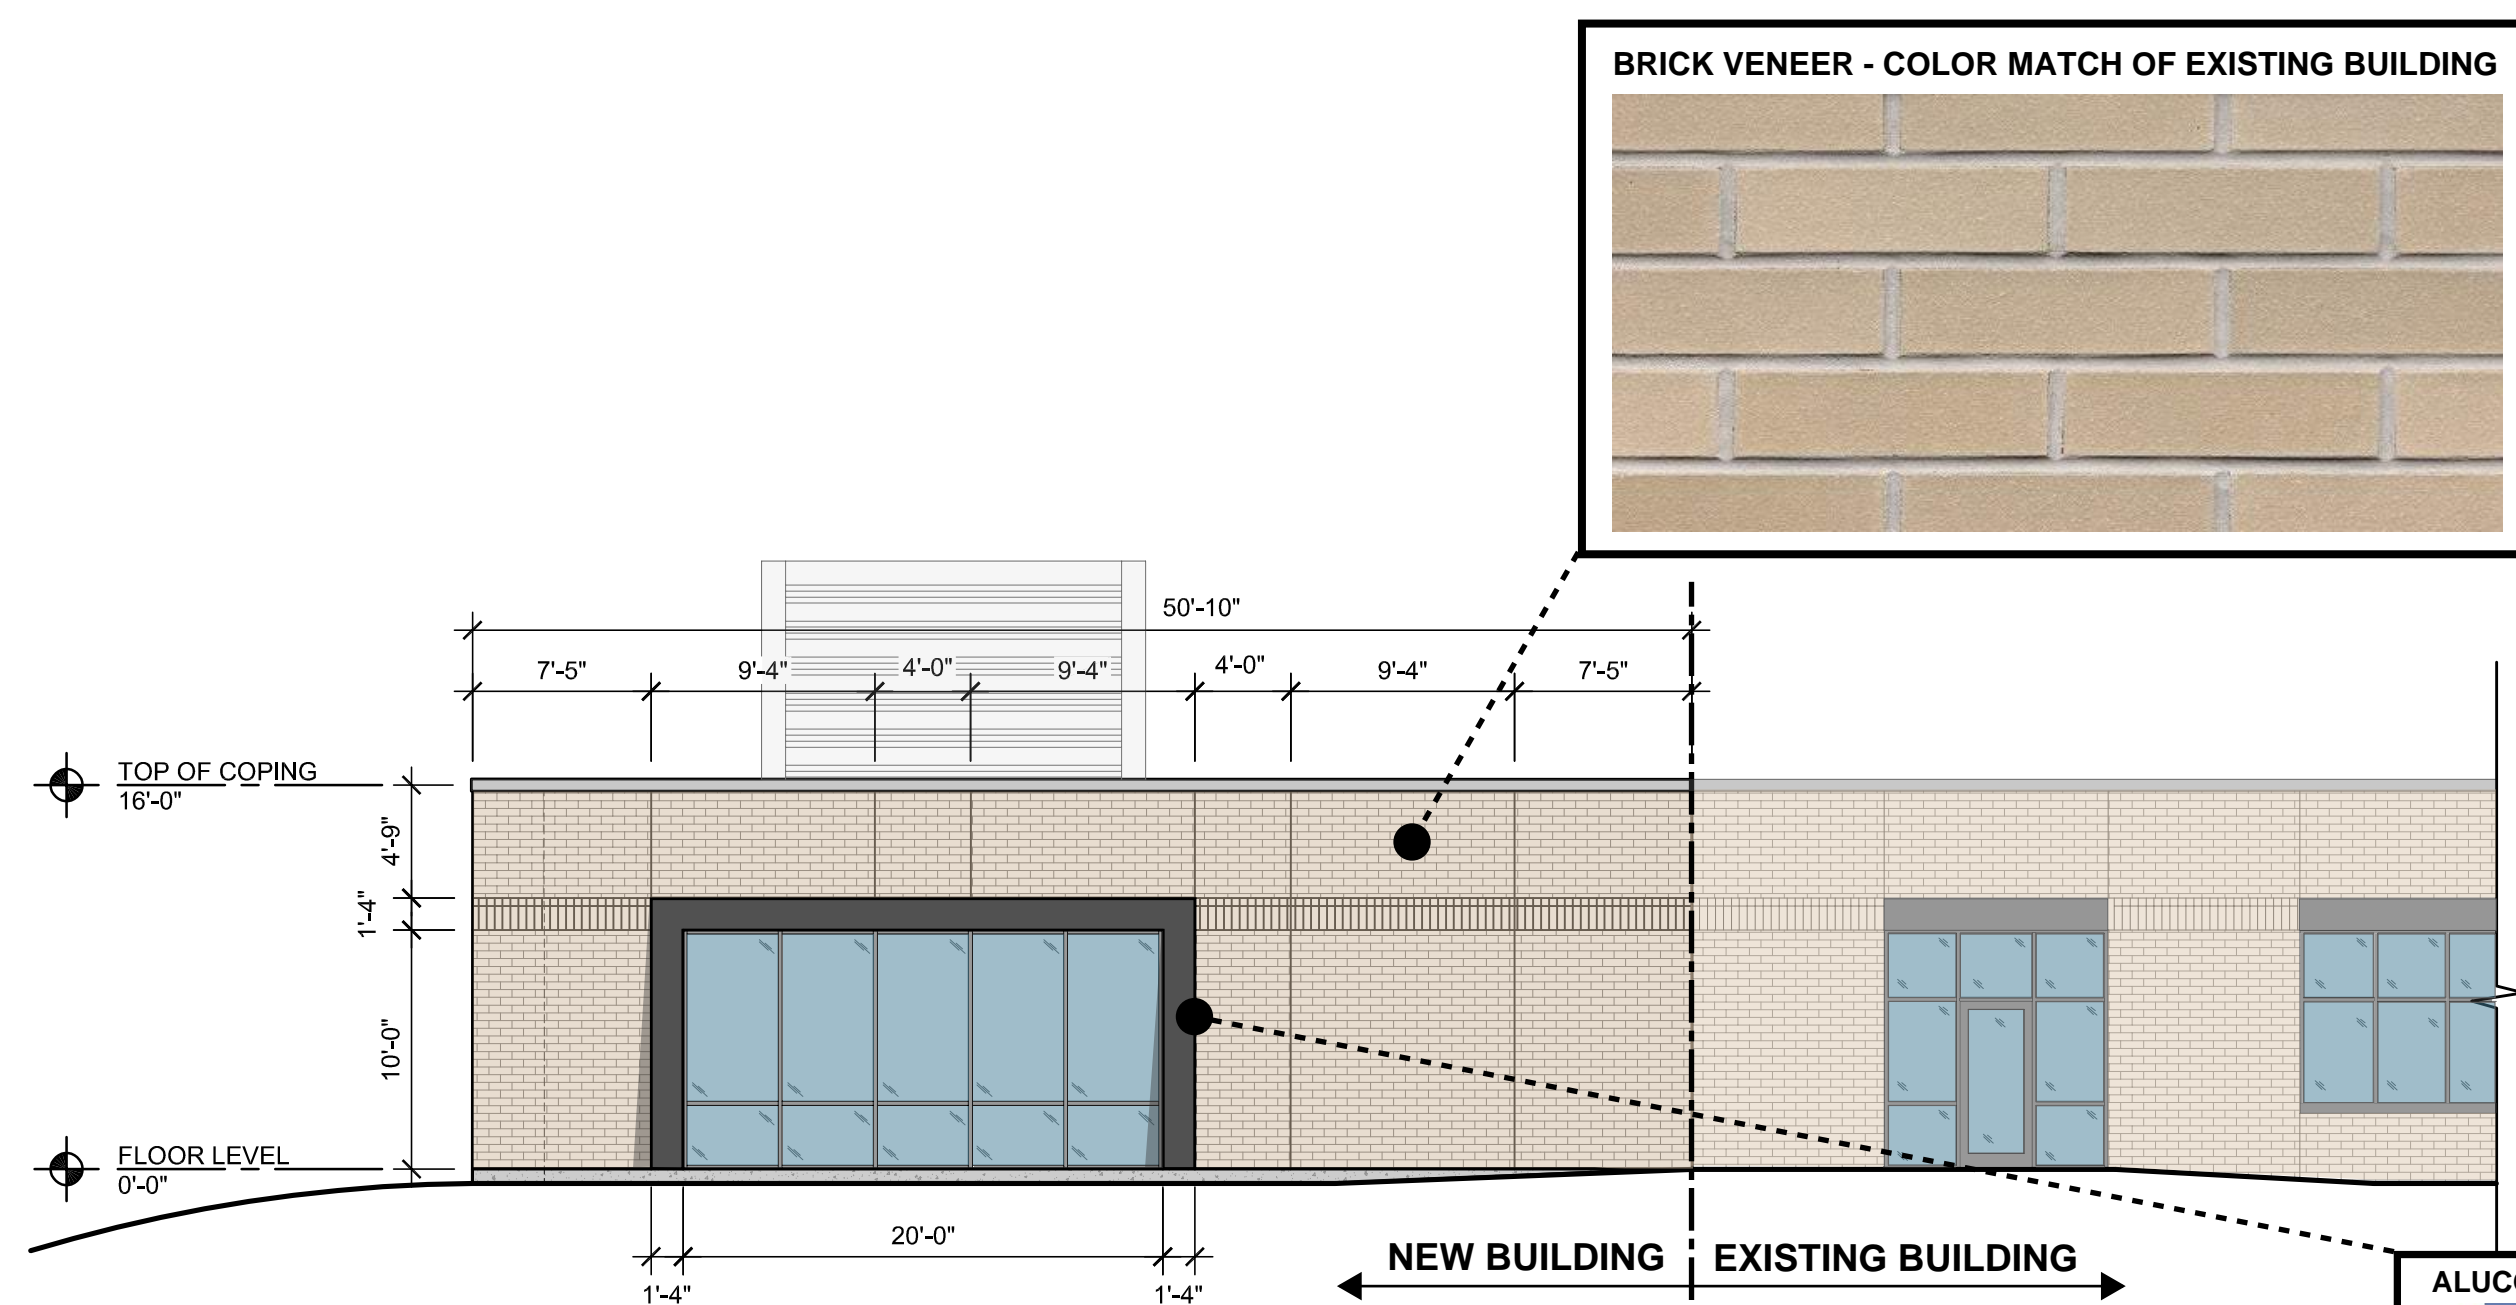 BRICK VENEER - COLOR MATCH OF EXISTING BUILDING
50'-10"
7'-5" 9'-4" 4'-0" 9'-4" 4'-0" 9'-4" 7'-5"
TOP OF COPING
16'-0"
4'-9"
1'-4"
10'-0"
FLOOR LEVEL
0'-0"
20'-0"
1'-4" 1'-4"
NEW BUILDING EXISTING BUILDING